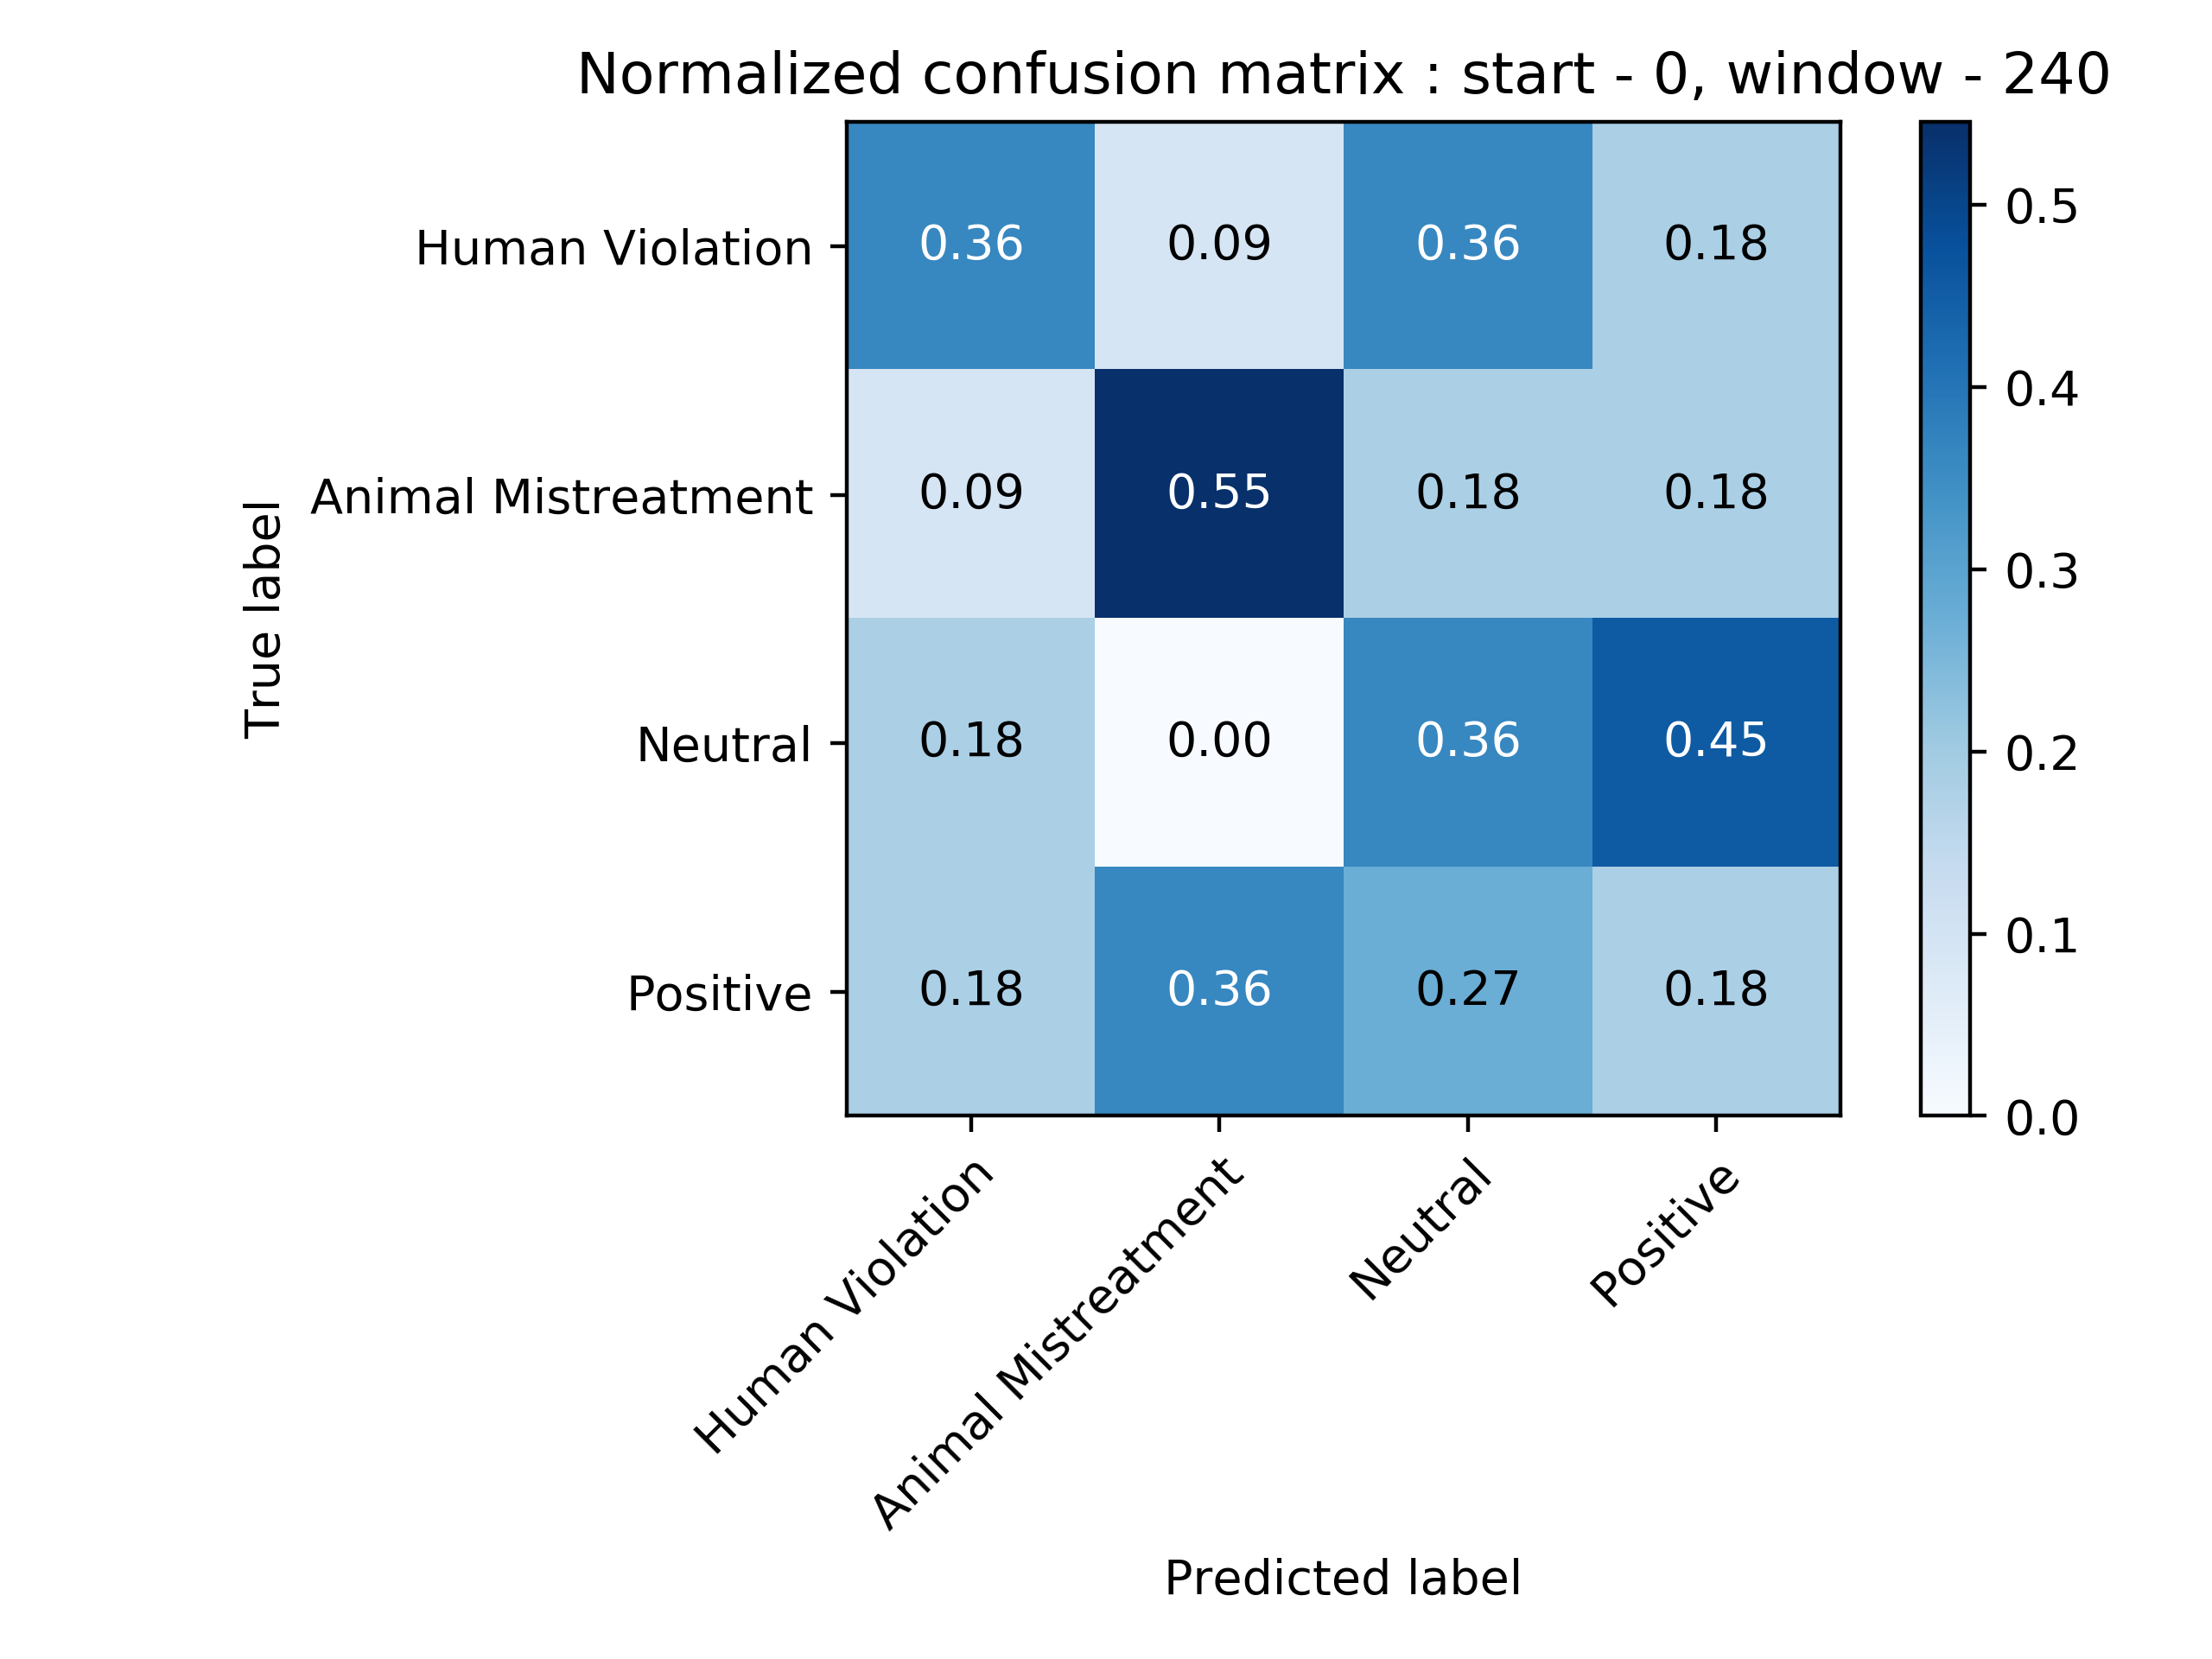 Normalized confusion matrix : start - 0, window - 240
Human Violation
0.36 0.09 0.36 0.18
0.5
0.4
Animal Mistreatment
0.09 0.55 0.18 0.18
0.3
True label
Neutral
0.18 0.00 0.36 0.45
0.2
0.1
Positive
0.18 0.36 0.27 0.18
0.0
Human Violation
Animal Mistreatment
Neutral
Positive
Predicted label